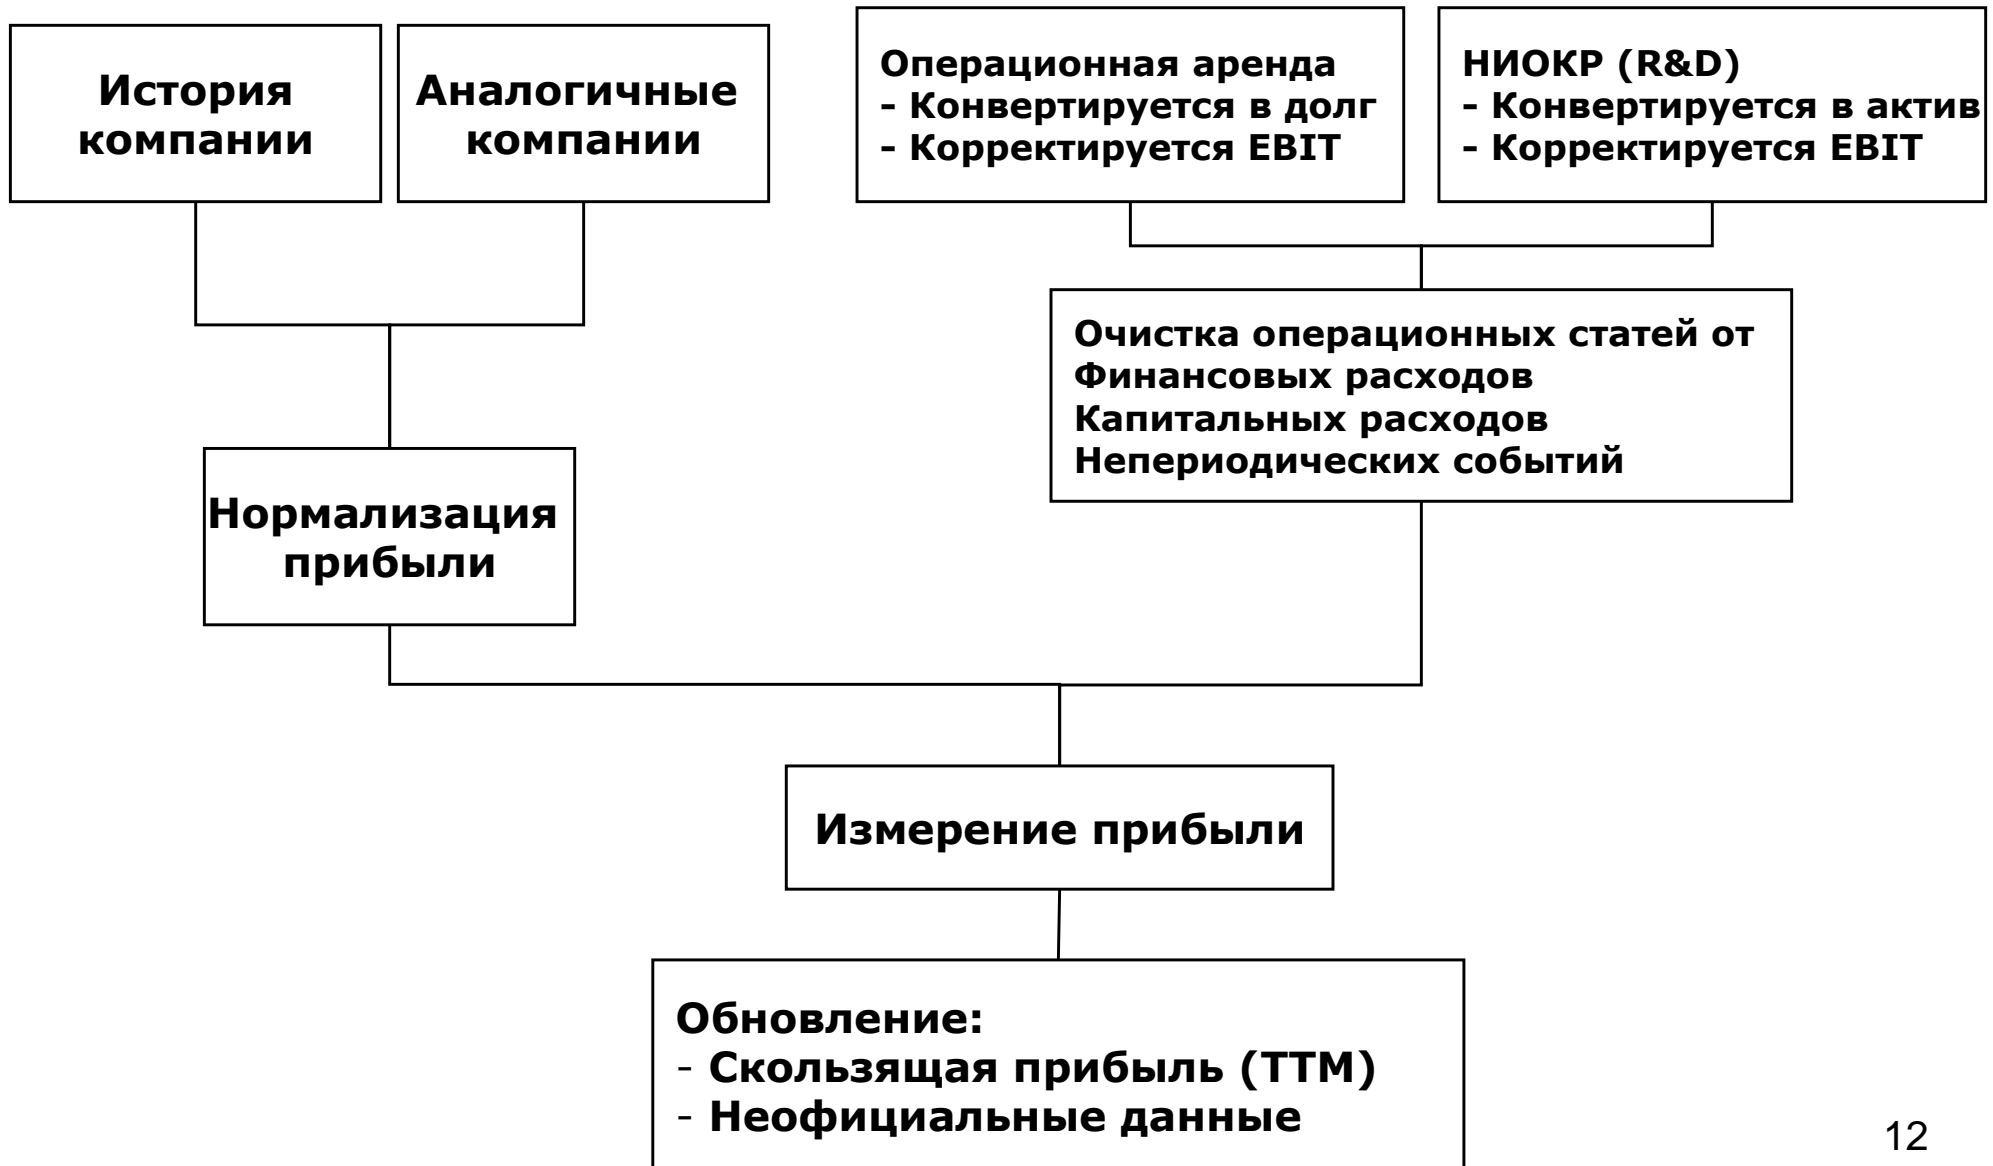 История
компании
Аналогичные
компании
Операционная аренда
- Конвертируется в долг
- Корректируется EBIT
НИОКР (R&D)
- Конвертируется в актив
- Корректируется EBIT
Очистка операционных статей от
Финансовых расходов
Капитальных расходов
Непериодических событий
Нормализация
прибыли
Измерение прибыли
Обновление:
- Скользящая прибыль (ТТМ)
- Неофициальные данные
12